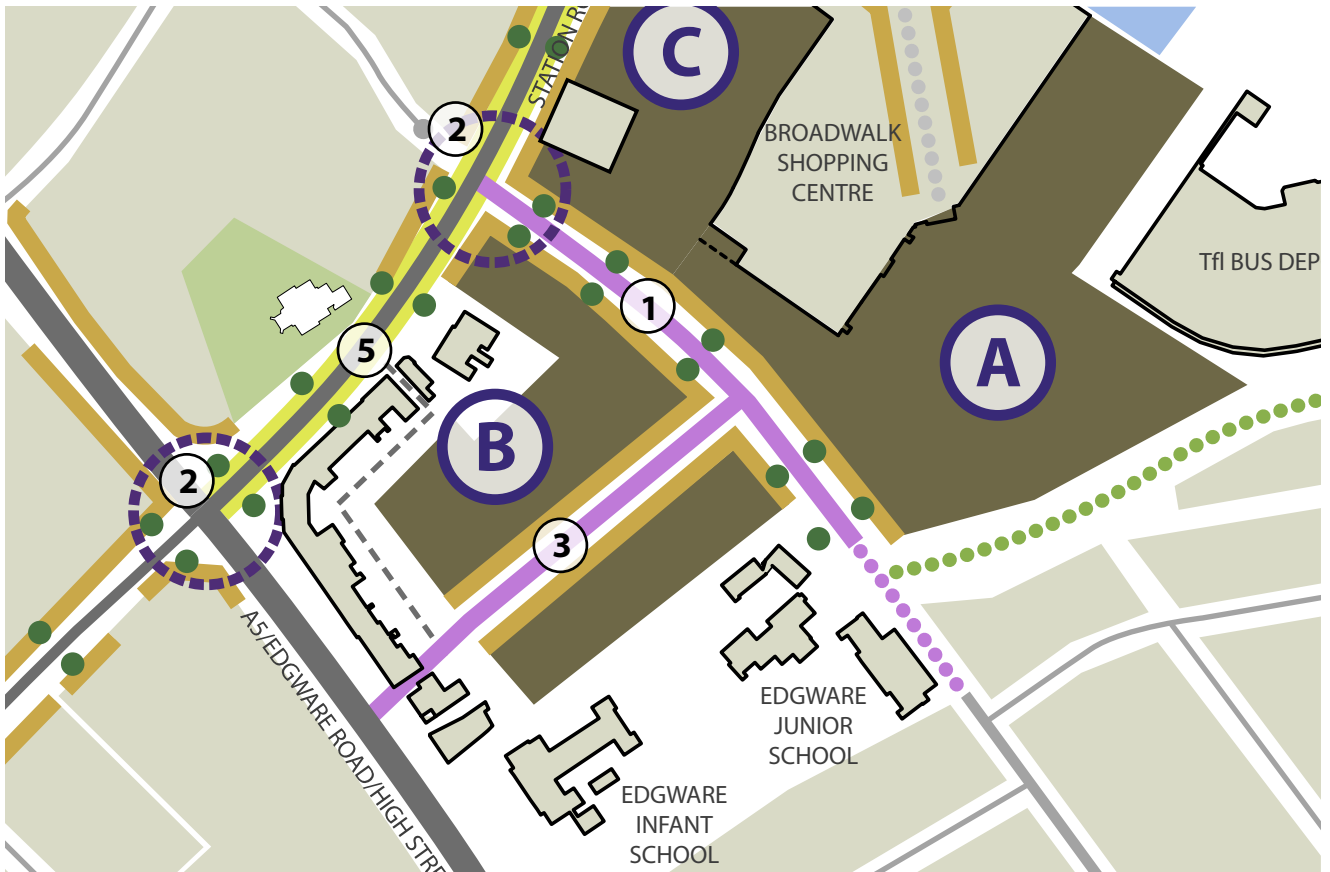 STATION R
C
2
BROADWALK
SHOPPING
CENTRE
Tfl BUS DEP
1
A
5
B
2
3
A5/EDGWARE ROAD/HIGH STRE
EDGWARE
JUNIOR
SCHOOL
EDGWARE
INFANT
SCHOOL